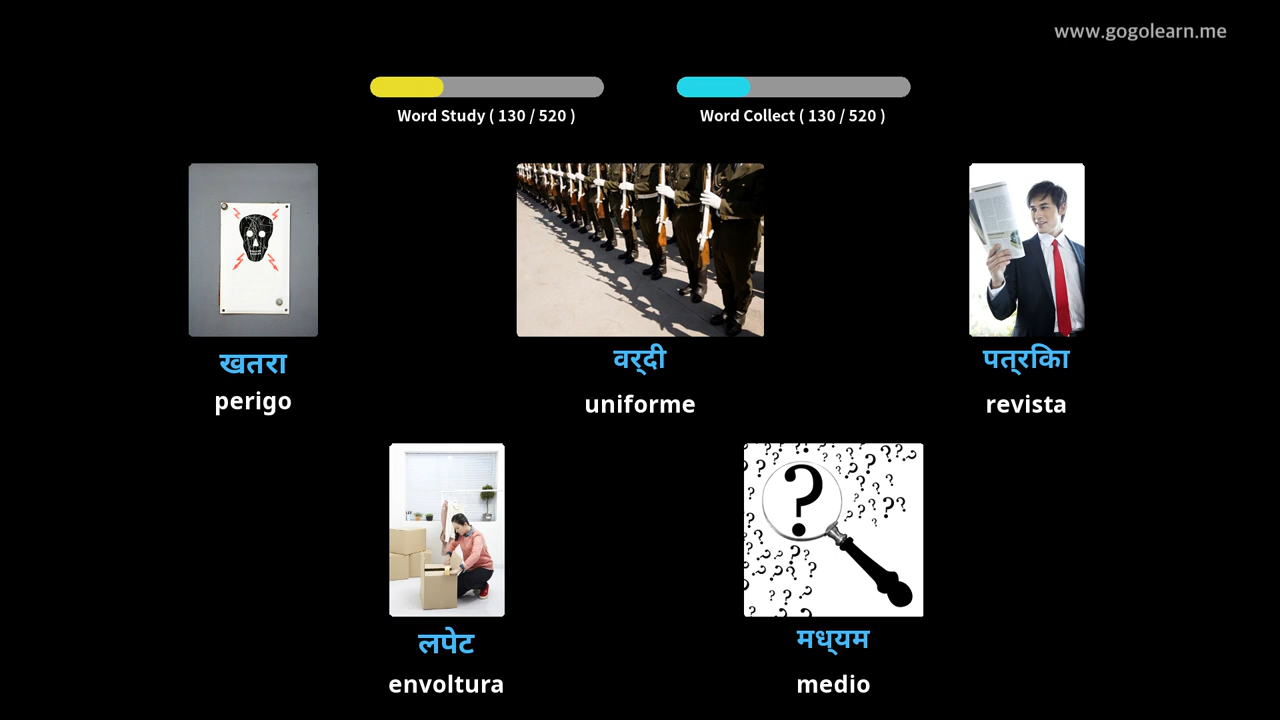 www.gogolearn.me
Word Study ( 130 / 520 )
Word Collect ( 130 / 520 )
खतरा
perigo
वर्दी
uniforme
पत्रिका
revista
लपेट
envoltura
मध्यम
medio